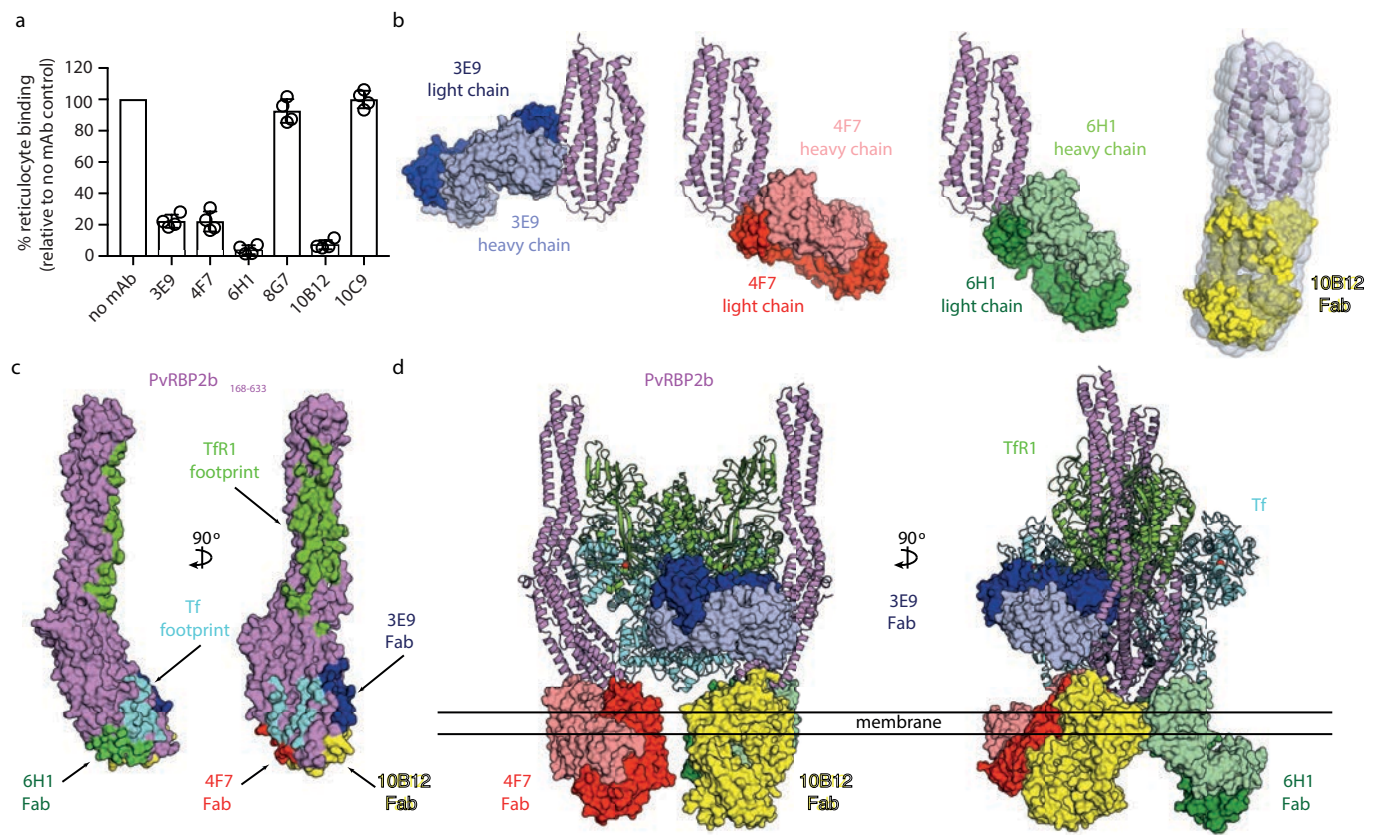 a
% reticulocyte binding
(relative to no mAb control)
120
100
80
60
40
20
0
no mAb
3E9
4F7
6H1
8G7
10B12
10C9
b
3E9
light chain
3E9
heavy chain
4F7
heavy chain
4F7
light chain
6H1
heavy chain
6H1
light chain
10B12
Fab
c
PvRBP2b 168-633
TfR1
footprint
90º
Tf
footprint
3E9
Fab
6H1
Fab
4F7
Fab
10B12
Fab
d
PvRBP2b
TfR1
Tf
90º
3E9
Fab
membrane
4F7
Fab
10B12
Fab
6H1
Fab